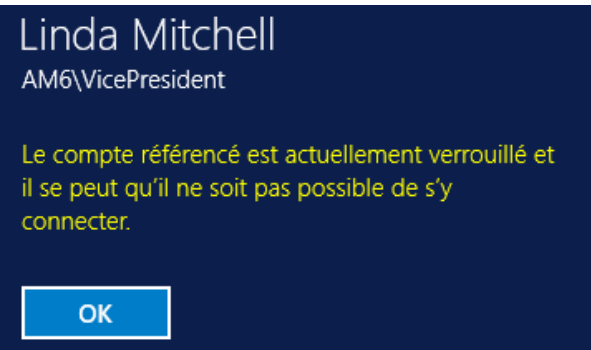 Linda Mitchell
AM6\VicePresident
Le compte référencé est actuellement verrouillé et
il se peut qu’il ne soit pas possible de s’y
connecter.
OK